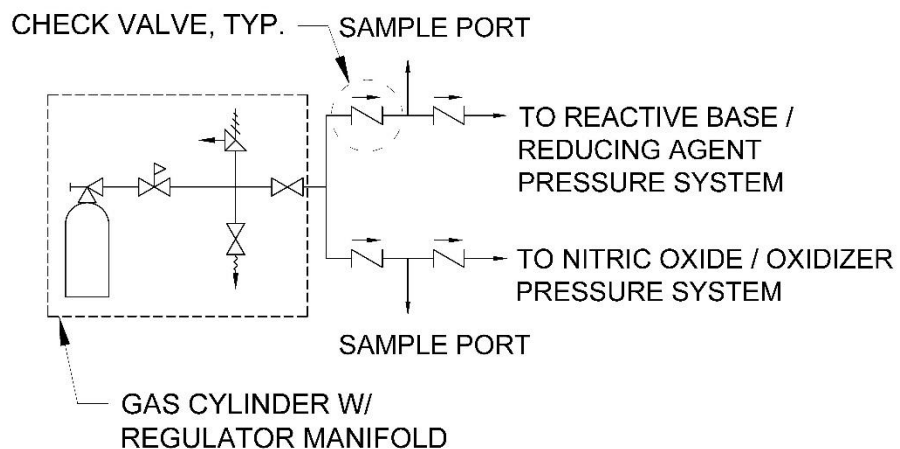 CHECK VALVE, TYP.
SAMPLE PORT
TO REACTIVE BASE /
REDUCING AGENT
PRESSURE SYSTEM
TO NITRIC OXIDE / OXIDIZER
PRESSURE SYSTEM
SAMPLE PORT
GAS CYLINDER W/
REGULATOR MANIFOLD